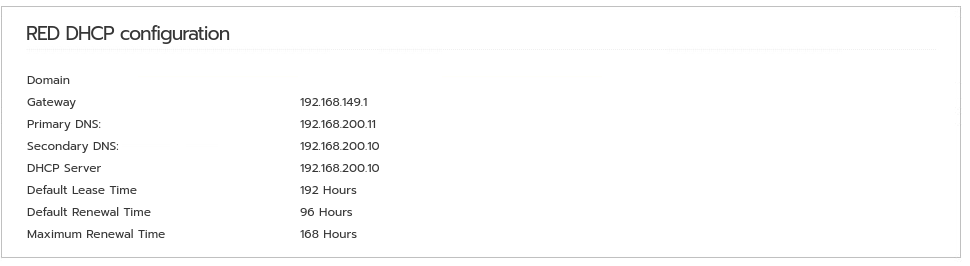 RED DHCP configuration
Domain
Gateway 192.168.149.1
Primary DNS: 192.168.200.11
Secondary DNS: 192.168.200.10
DHCP Server 192.168.200.10
Default Lease Time 192 Hours
Default Renewal Time 96 Hours
Maximum Renewal Time 168 Hours